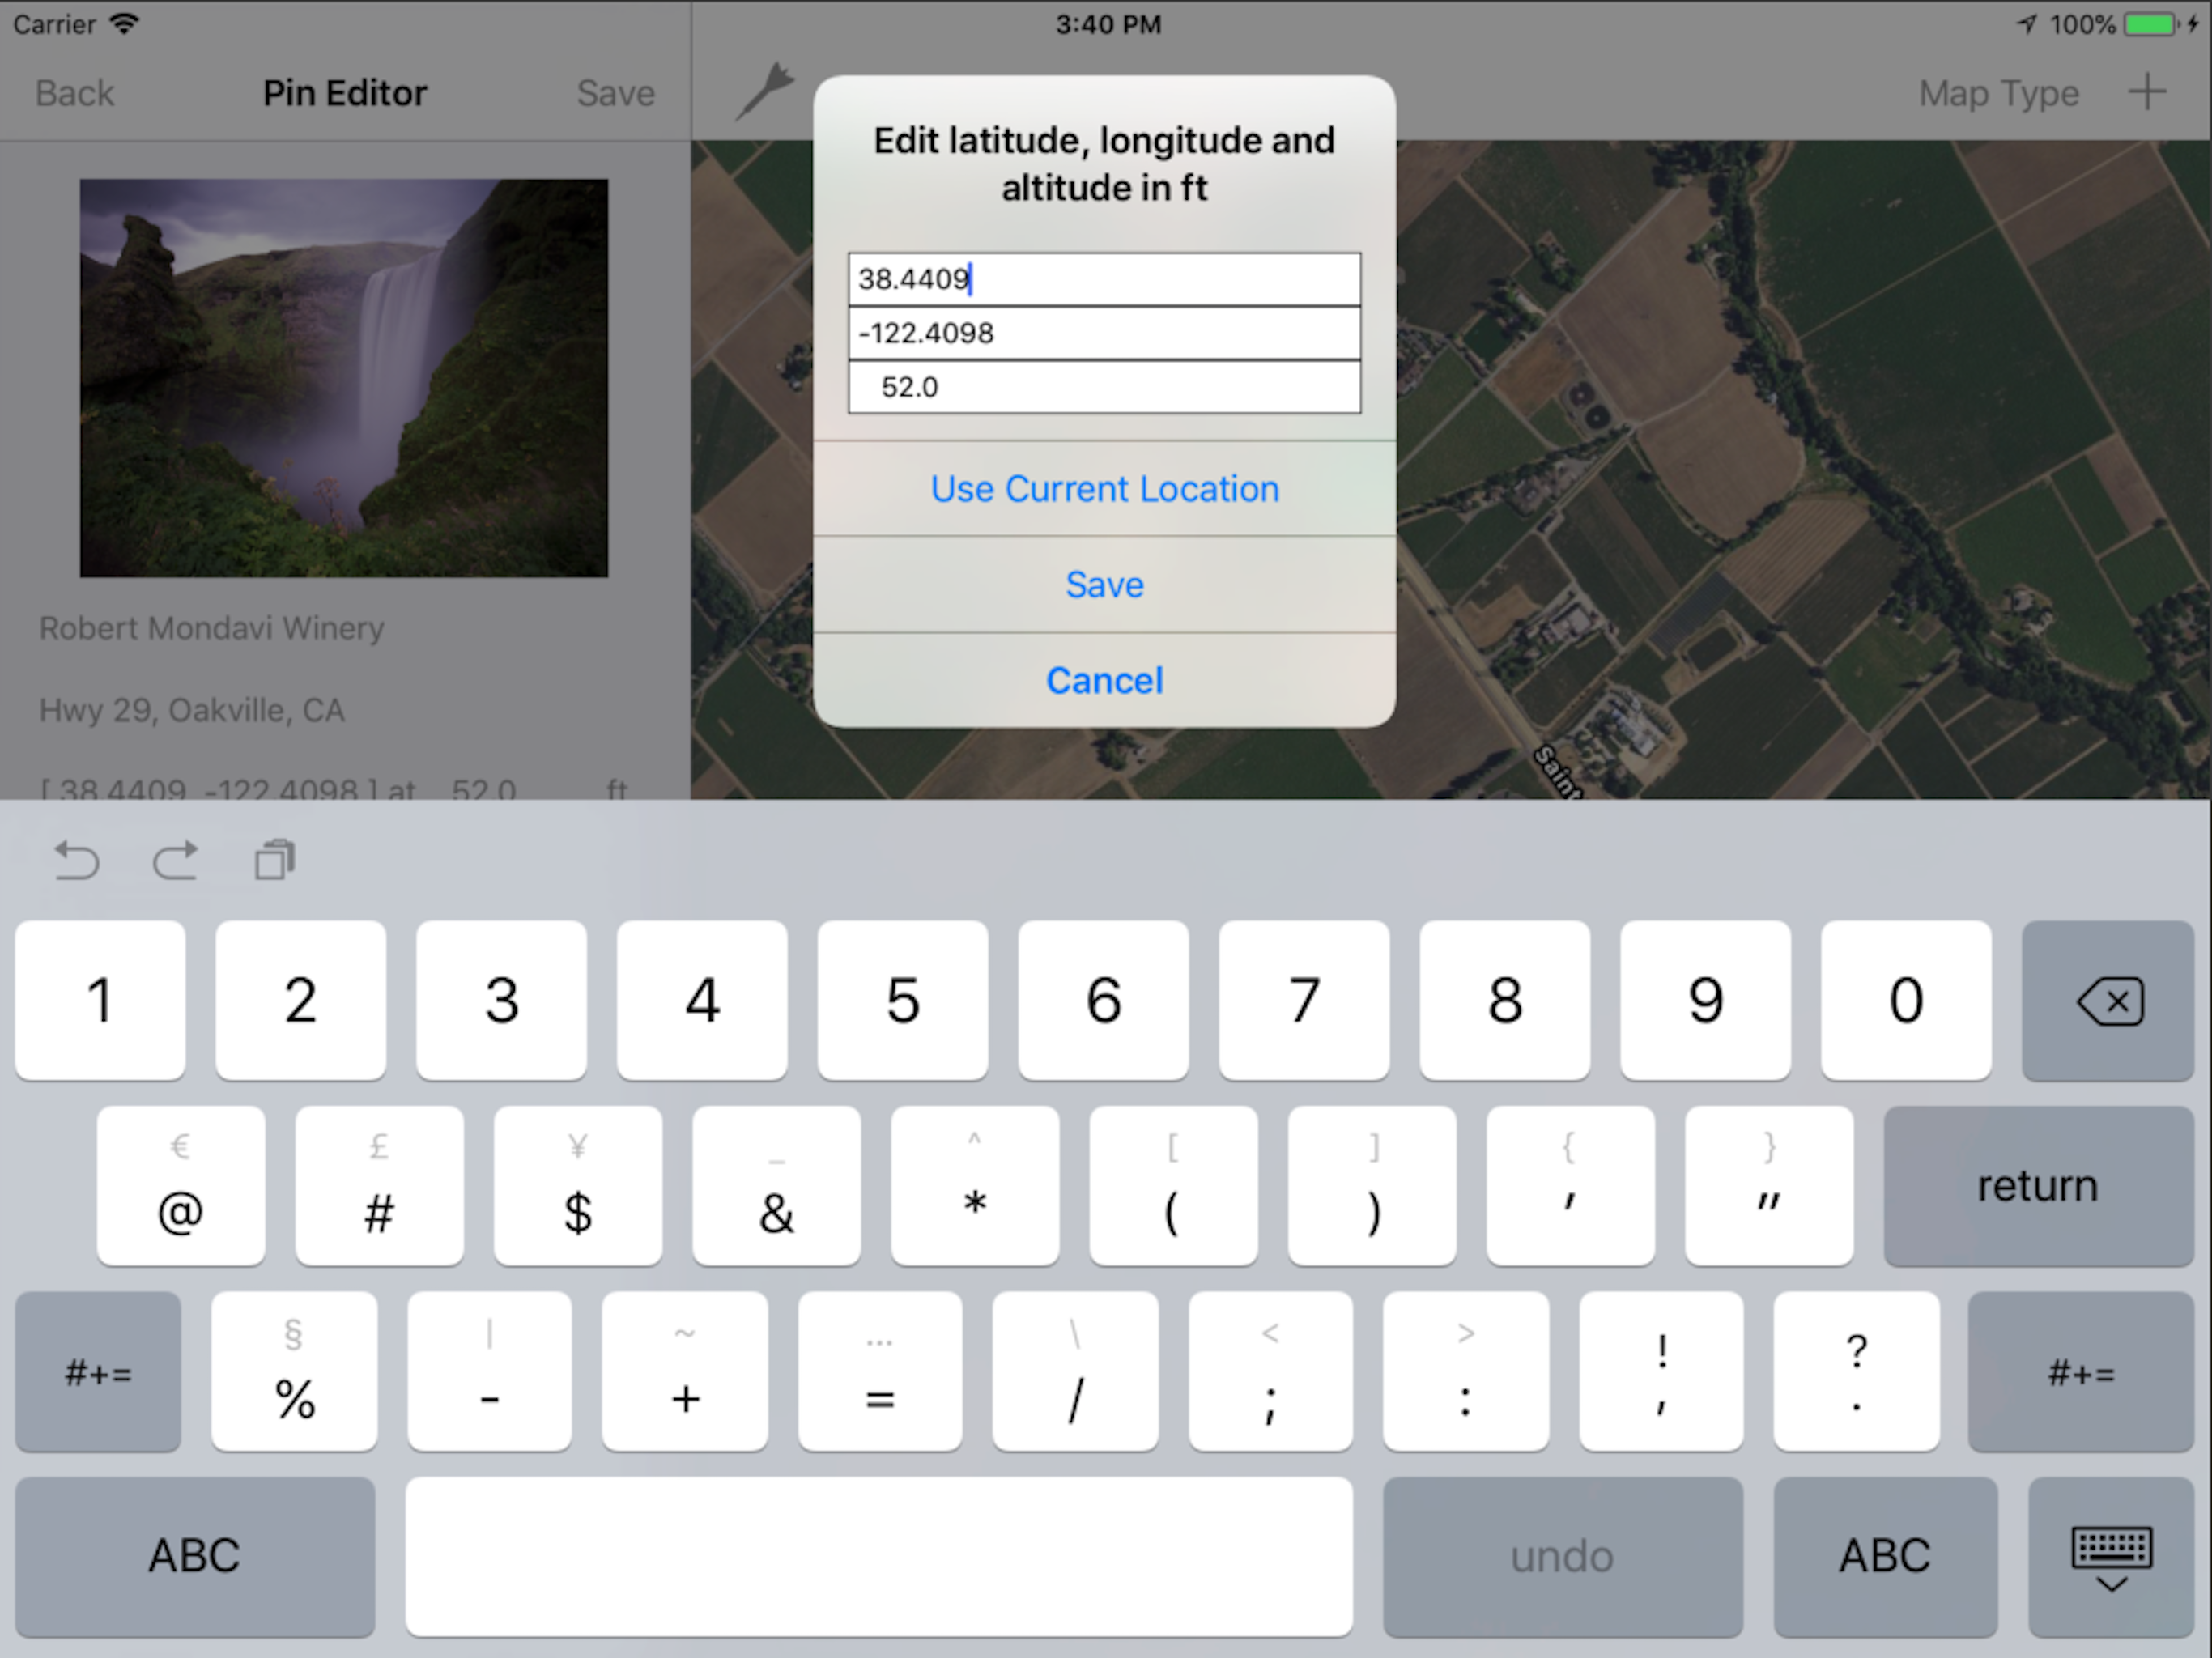 Carrier 3:40 PM 100%
Back Pin Editor Save Map Type
Edit latitude, longitude and
altitude in ft
38.4409
-122.4098
52.0
Use Current Location
Save
Cancel
Robert Mondavi Winery
Hwy 29, Oakville, CA
[ 38.4409, -122.4098 ] at 52.0 ft
Saint
1 2 3 4 5 6 7 8 9 0
€ £ ¥ _ ^ [ ] { }
@ # $ & * ( ) ' " return
§ | ~ … \ < > ! ?
#+= % - + = / ; : , . #+=
ABC undo ABC